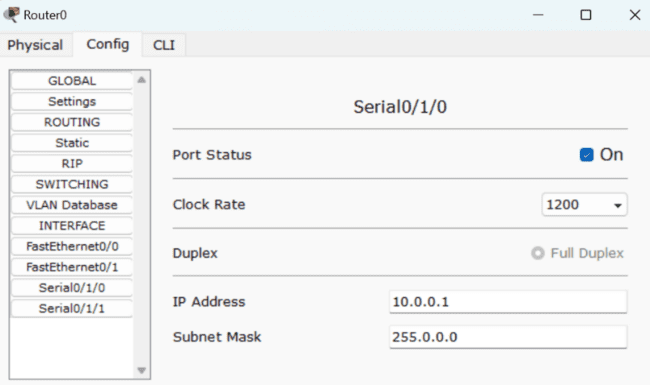 Router0
Physical Config CLI
GLOBAL
Settings
ROUTING
Static
RIP
SWITCHING
VLAN Database
INTERFACE
FastEthernet0/0
FastEthernet0/1
Serial0/1/0
Serial0/1/1
Serial0/1/0
Port Status On
Clock Rate 1200
Duplex Full Duplex
IP Address 10.0.0.1
Subnet Mask 255.0.0.0